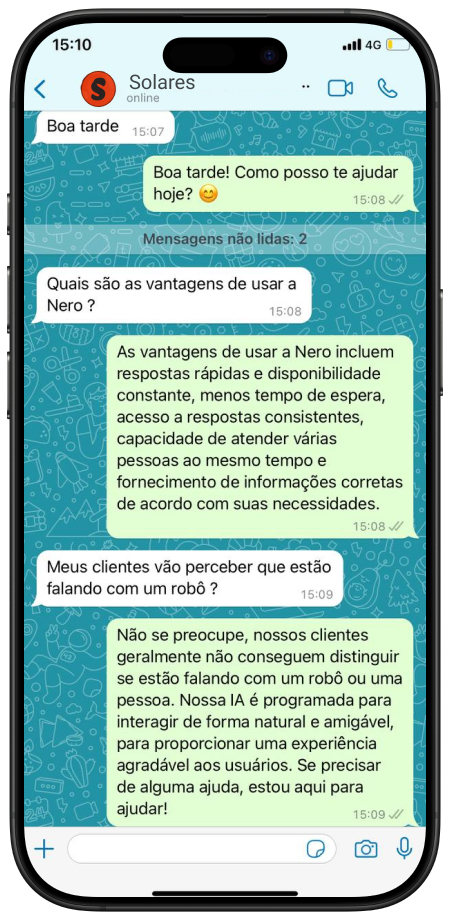 15:10
4G
S
Solares
online
Boa tarde 15:07
Boa tarde! Como posso te ajudar
hoje? 😊
15:08
Mensagens não lidas: 2
Quais são as vantagens de usar a
Nero ?
15:08
As vantagens de usar a Nero incluem
respostas rápidas e disponibilidade
constante, menos tempo de espera,
acesso a respostas consistentes,
capacidade de atender várias
pessoas ao mesmo tempo e
fornecimento de informações corretas
de acordo com suas necessidades.
15:08
Meus clientes vão perceber que estão
falando com um robô ?
15:09
Não se preocupe, nossos clientes
geralmente não conseguem distinguir
se estão falando com um robô ou uma
pessoa. Nossa IA é programada para
interagir de forma natural e amigável,
para proporcionar uma experiência
agradável aos usuários. Se precisar
de alguma ajuda, estou aqui para
ajudar!
15:09